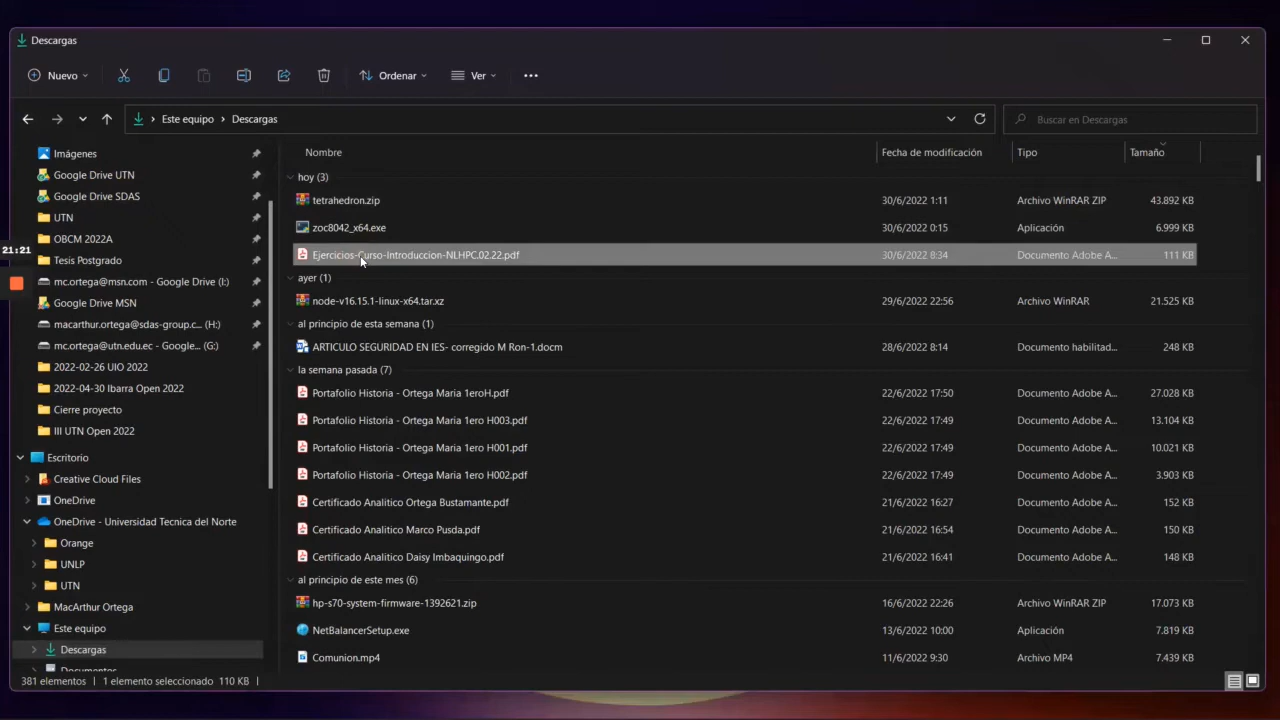 Descargas
Nuevo Ordenar Ver
Este equipo > Descargas Buscar en Descargas
Nombre Fecha de modificación Tipo Tamaño
Imágenes
Google Drive UTN
Google Drive SDAS
UTN
OBCM 2022A
Tesis Postgrado
mc.ortega@msn.com - Google Drive (I:)
Google Drive MSN
macarthur.ortega@sdas-group.c... (H:)
mc.ortega@utn.edu.ec - Google... (G:)
2022-02-26 UIO 2022
2022-04-30 Ibarra Open 2022
Cierre proyecto
III UTN Open 2022
Escritorio
Creative Cloud Files
OneDrive
OneDrive - Universidad Tecnica del Norte
Orange
UNLP
UTN
MacArthur Ortega
Este equipo
Descargas
Documentos
21:21
hoy (3)
tetrahedron.zip 30/6/2022 1:11 Archivo WinRAR ZIP 43.892 KB
zoc8042_x64.exe 30/6/2022 0:15 Aplicación 6.999 KB
Ejercicios-Curso-Introduccion-NLHPC.02.22.pdf 30/6/2022 8:34 Documento Adobe A... 111 KB
ayer (1)
node-v16.15.1-linux-x64.tar.xz 29/6/2022 22:56 Archivo WinRAR 21.525 KB
al principio de esta semana (1)
ARTICULO SEGURIDAD EN IES- corregido M Ron-1.docm 28/6/2022 8:14 Documento habilitad... 248 KB
la semana pasada (7)
Portafolio Historia - Ortega Maria 1eroH.pdf 22/6/2022 17:50 Documento Adobe A... 27.028 KB
Portafolio Historia - Ortega Maria 1ero H003.pdf 22/6/2022 17:49 Documento Adobe A... 13.104 KB
Portafolio Historia - Ortega Maria 1ero H001.pdf 22/6/2022 17:49 Documento Adobe A... 10.021 KB
Portafolio Historia - Ortega Maria 1ero H002.pdf 22/6/2022 17:49 Documento Adobe A... 3.903 KB
Certificado Analitico Ortega Bustamante.pdf 21/6/2022 16:27 Documento Adobe A... 152 KB
Certificado Analitico Marco Pusda.pdf 21/6/2022 16:54 Documento Adobe A... 150 KB
Certificado Analitico Daisy Imbaquingo.pdf 21/6/2022 16:41 Documento Adobe A... 148 KB
al principio de este mes (6)
hp-s70-system-firmware-1392621.zip 16/6/2022 22:26 Archivo WinRAR ZIP 17.073 KB
NetBalancerSetup.exe 13/6/2022 10:00 Aplicación 7.819 KB
Comunion.mp4 11/6/2022 9:30 Archivo MP4 7.439 KB
381 elementos 1 elemento seleccionado 110 KB